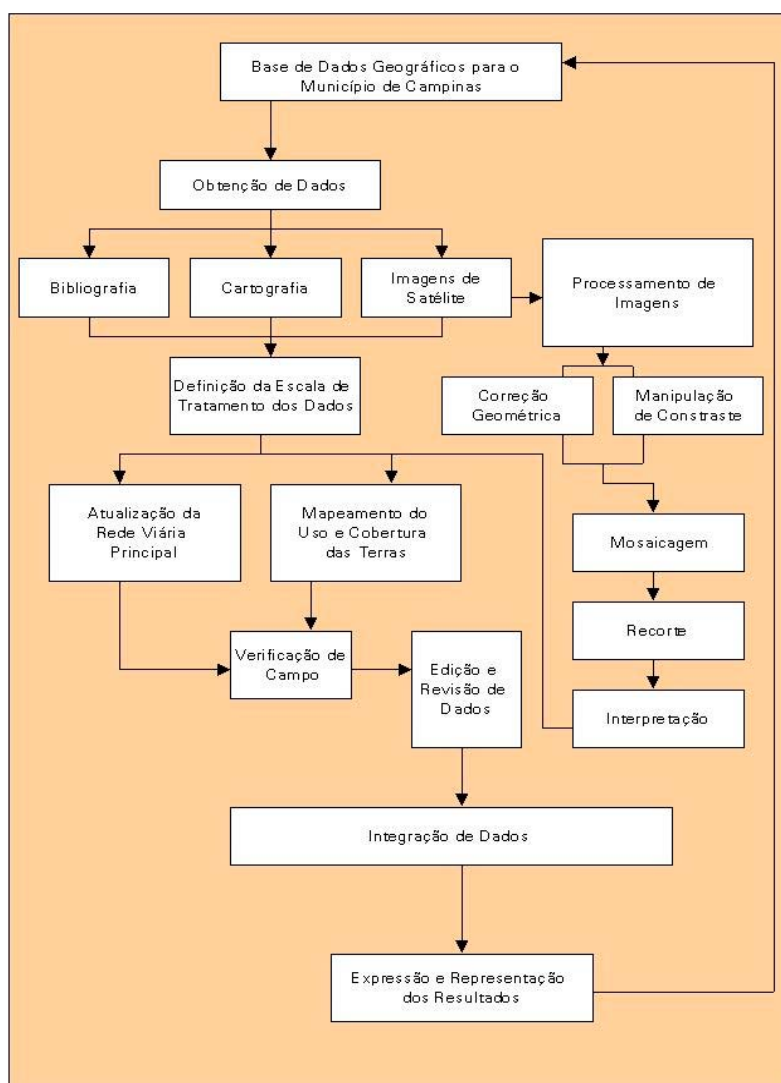 Base de Dados Geográficos para o
Município de Campinas
Obtenção de Dados
Bibliografia
Cartografia
Imagens de
Satélite
Processamento de
Imagens
Definição da Escala de
Tratamento dos Dados
Correção
Geométrica
Manipulação
de Constraste
Atualização da
Rede Viária
Principal
Mapeamento do
Uso e Cobertura
das Terras
Mosaicagem
Recorte
Verificação de
Campo
Edição e
Revisão de
Dados
Interpretação
Integração de Dados
Expressão e Representação
dos Resultados